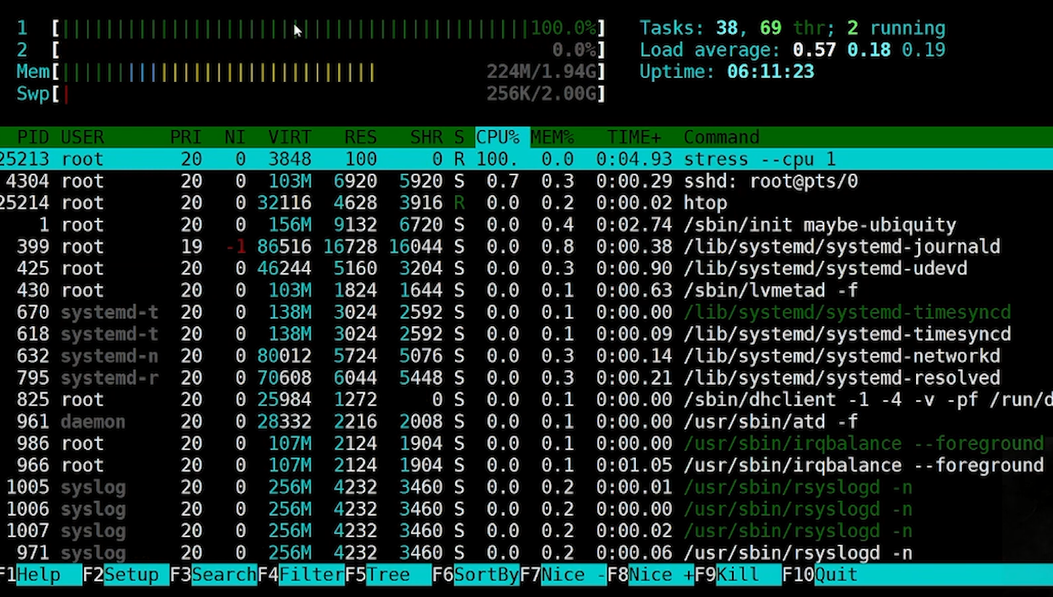 1 [||||||||||||||||||||||||||||||||||||||||||||100.0%] Tasks: 38, 69 thr; 2 running
2 [ 0.0%] Load average: 0.57 0.18 0.19
Mem[||||||||||||||||||||||||||||| 224M/1.94G] Uptime: 06:11:23
Swp[| 256K/2.00G]
PID USER PRI NI VIRT RES SHR S CPU% MEM% TIME+ Command
25213 root 20 0 3848 100 0 R 100. 0.0 0:04.93 stress --cpu 1
4304 root 20 0 103M 6920 5920 S 0.7 0.3 0:00.29 sshd: root@pts/0
25214 root 20 0 32116 4628 3916 R 0.0 0.2 0:00.02 htop
1 root 20 0 156M 9132 6720 S 0.0 0.4 0:02.74 /sbin/init maybe-ubiquity
399 root 19 -1 86516 16728 16044 S 0.0 0.8 0:00.38 /lib/systemd/systemd-journald
425 root 20 0 46244 5160 3204 S 0.0 0.3 0:00.90 /lib/systemd/systemd-udevd
430 root 20 0 103M 1824 1644 S 0.0 0.1 0:00.63 /sbin/lvmetad -f
670 systemd-t 20 0 138M 3024 2592 S 0.0 0.1 0:00.00 /lib/systemd/systemd-timesyncd
618 systemd-t 20 0 138M 3024 2592 S 0.0 0.1 0:00.09 /lib/systemd/systemd-timesyncd
632 systemd-n 20 0 80012 5724 5076 S 0.0 0.3 0:00.14 /lib/systemd/systemd-networkd
795 systemd-r 20 0 70608 6044 5448 S 0.0 0.3 0:00.21 /lib/systemd/systemd-resolved
825 root 20 0 25984 1272 0 S 0.0 0.1 0:00.00 /sbin/dhclient -1 -4 -v -pf /run/d
961 daemon 20 0 28332 2216 2008 S 0.0 0.1 0:00.00 /usr/sbin/atd -f
986 root 20 0 107M 2124 1904 S 0.0 0.1 0:00.00 /usr/sbin/irqbalance --foreground
966 root 20 0 107M 2124 1904 S 0.0 0.1 0:01.05 /usr/sbin/irqbalance --foreground
1005 syslog 20 0 256M 4232 3460 S 0.0 0.2 0:00.01 /usr/sbin/rsyslogd -n
1006 syslog 20 0 256M 4232 3460 S 0.0 0.2 0:00.00 /usr/sbin/rsyslogd -n
1007 syslog 20 0 256M 4232 3460 S 0.0 0.2 0:00.02 /usr/sbin/rsyslogd -n
971 syslog 20 0 256M 4232 3460 S 0.0 0.2 0:00.06 /usr/sbin/rsyslogd -n
F1Help F2Setup F3SearchF4FilterF5Tree F6SortByF7Nice -F8Nice +F9Kill F10Quit